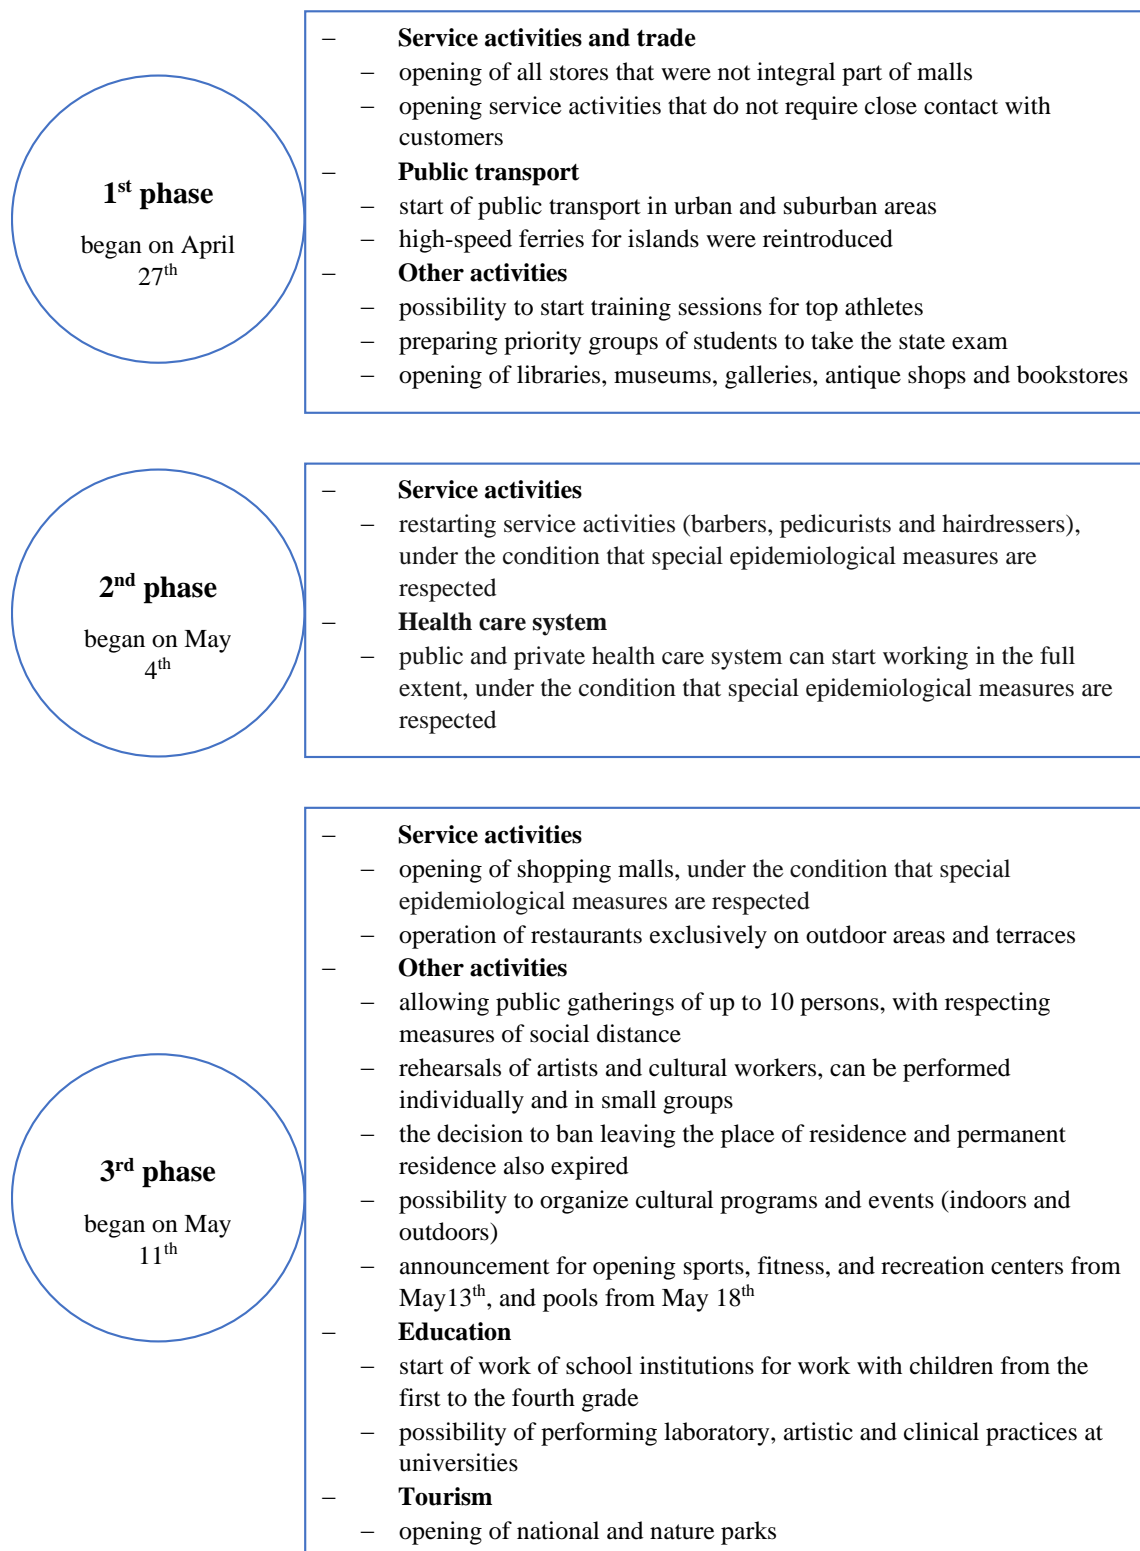 1st phase
began on April
27th
– Service activities and trade
– opening of all stores that were not integral part of malls
– opening service activities that do not require close contact with
customers
– Public transport
– start of public transport in urban and suburban areas
– high-speed ferries for islands were reintroduced
– Other activities
– possibility to start training sessions for top athletes
– preparing priority groups of students to take the state exam
– opening of libraries, museums, galleries, antique shops and bookstores
2nd phase
began on May
4th
– Service activities
– restarting service activities (barbers, pedicurists and hairdressers),
under the condition that special epidemiological measures are
respected
– Health care system
– public and private health care system can start working in the full
extent, under the condition that special epidemiological measures are
respected
3rd phase
began on May
11th
– Service activities
– opening of shopping malls, under the condition that special
epidemiological measures are respected
– operation of restaurants exclusively on outdoor areas and terraces
– Other activities
– allowing public gatherings of up to 10 persons, with respecting
measures of social distance
– rehearsals of artists and cultural workers, can be performed
individually and in small groups
– the decision to ban leaving the place of residence and permanent
residence also expired
– possibility to organize cultural programs and events (indoors and
outdoors)
– announcement for opening sports, fitness, and recreation centers from
May13th, and pools from May 18th
– Education
– start of work of school institutions for work with children from the
first to the fourth grade
– possibility of performing laboratory, artistic and clinical practices at
universities
– Tourism
– opening of national and nature parks